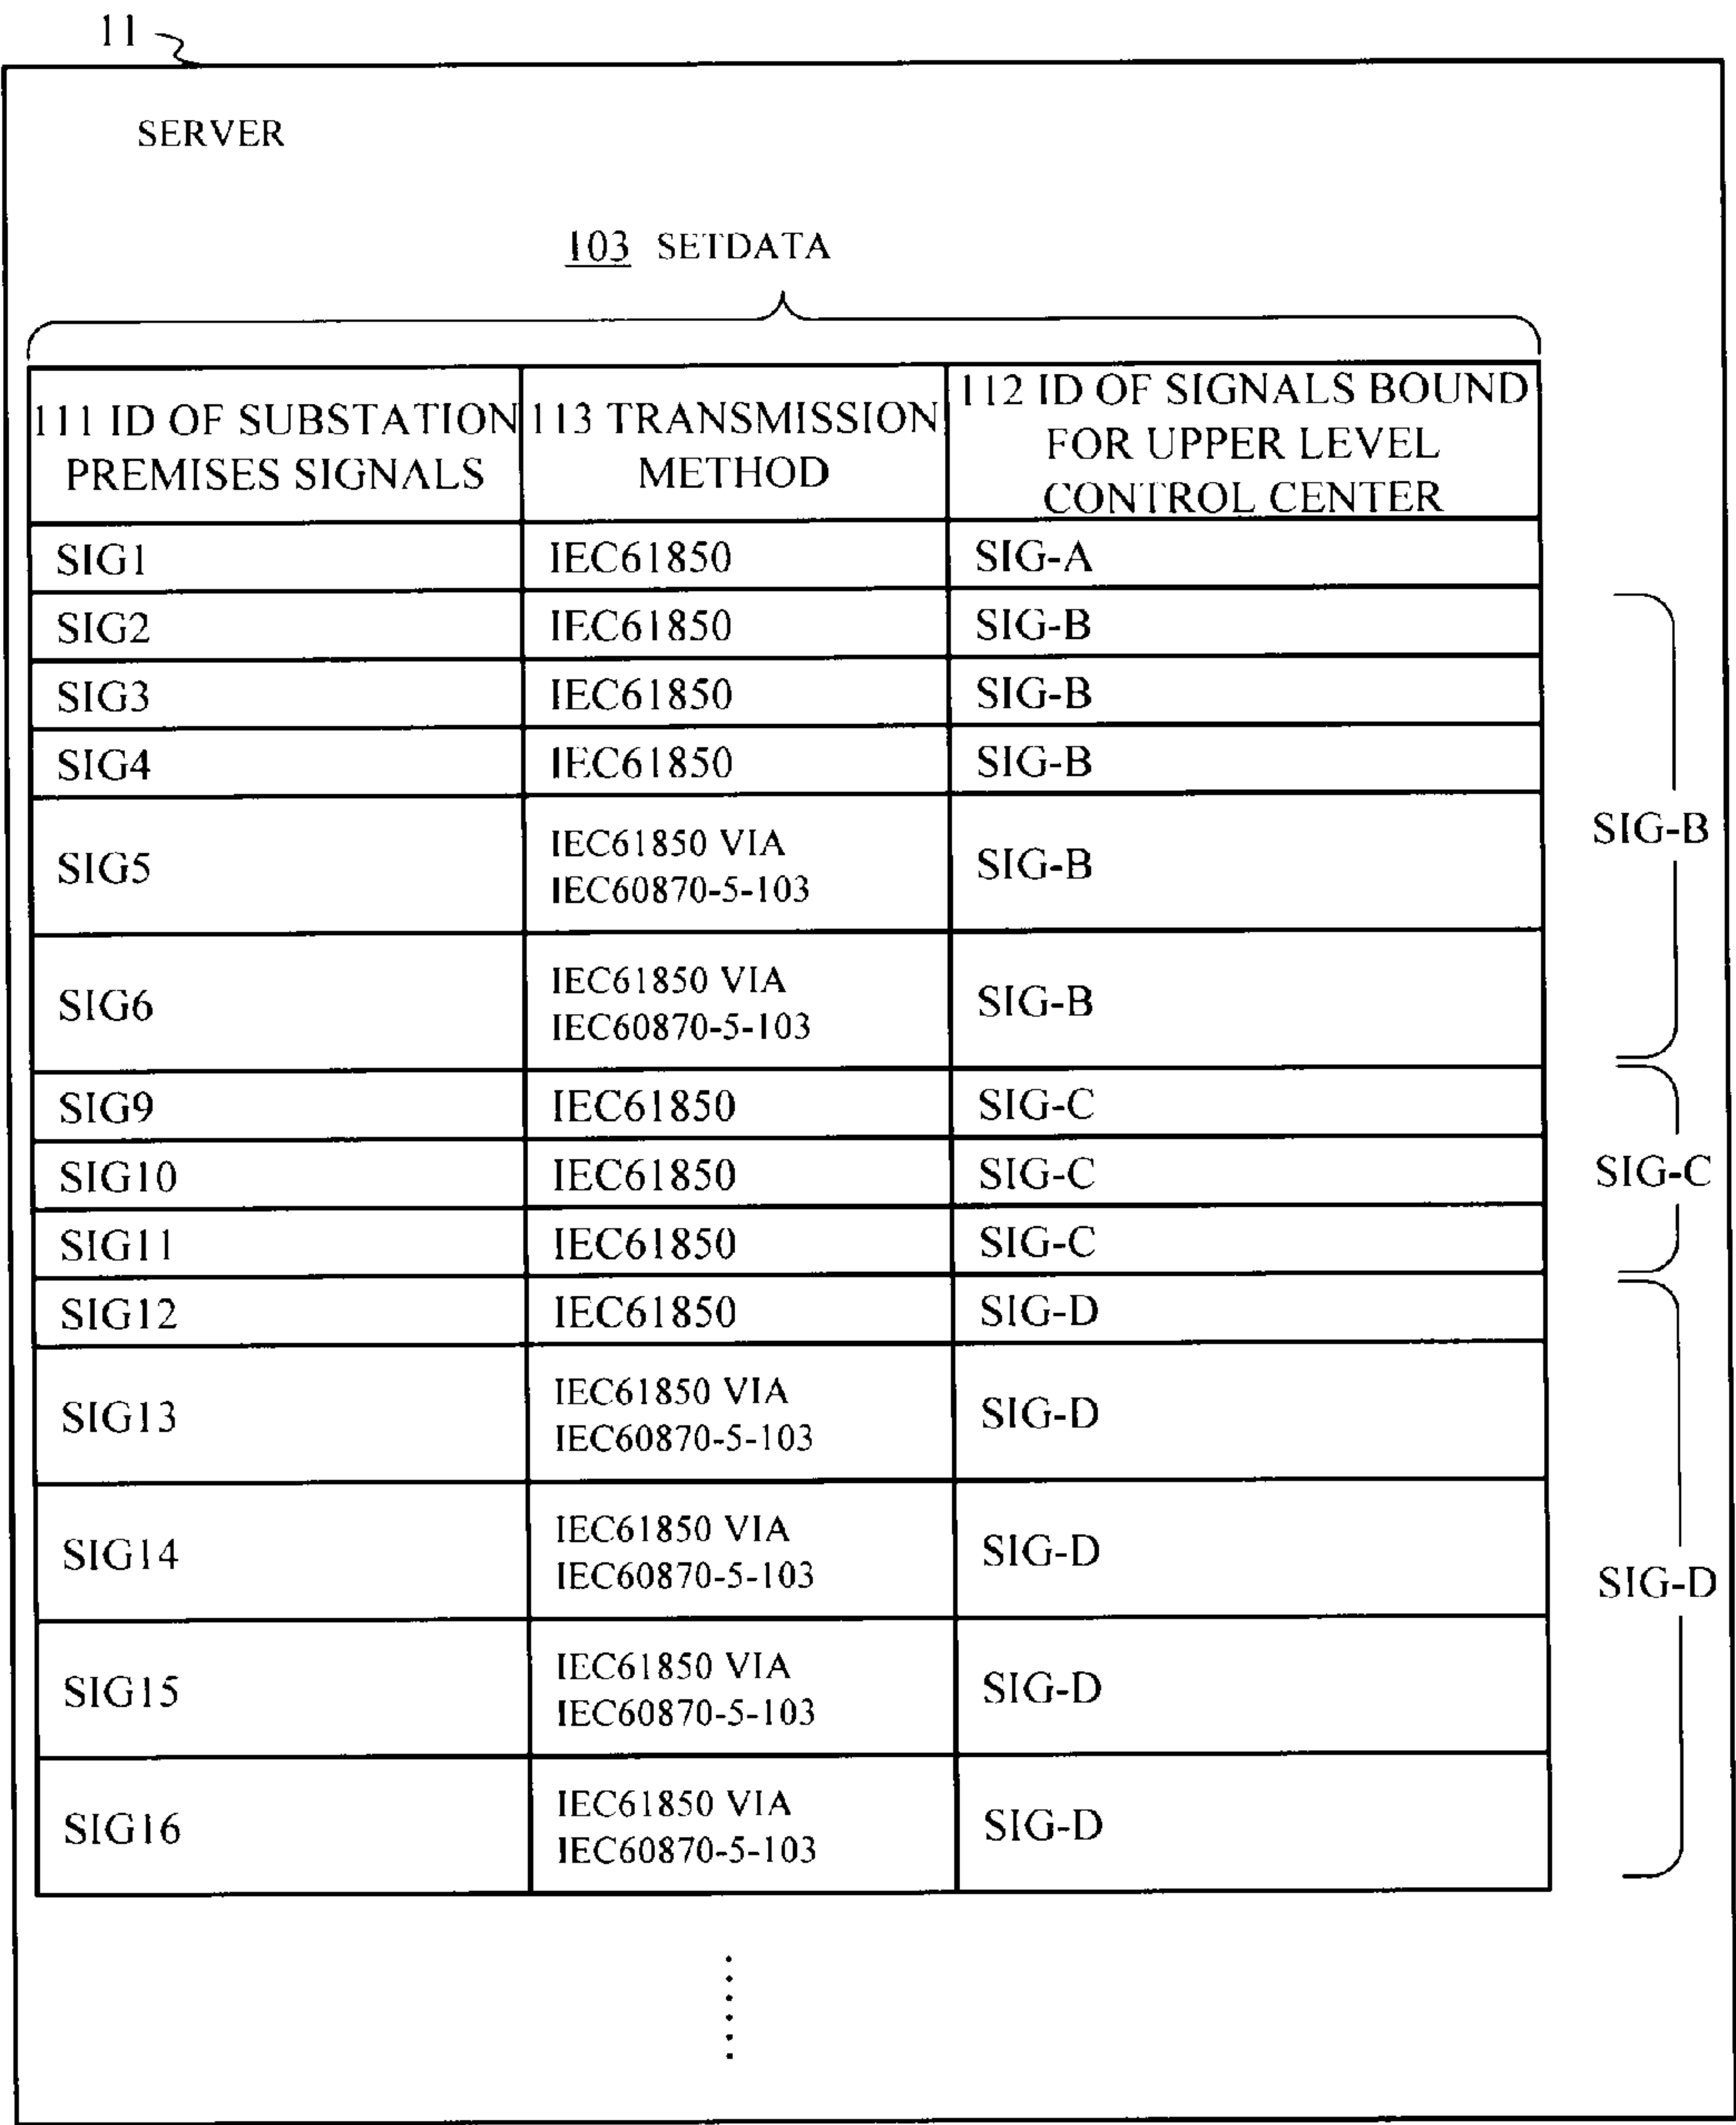 11
SERVER
103 SETDATA
111 ID OF SUBSTATION
PREMISES SIGNALS
113 TRANSMISSION
METHOD
112 ID OF SIGNALS BOUND
FOR UPPER LEVEL
CONTROL CENTER
SIG1 IEC61850 SIG-A
SIG2 IEC61850 SIG-B
SIG3 IEC61850 SIG-B
SIG4 IEC61850 SIG-B
SIG5
IEC61850 VIA
IEC60870-5-103
SIG-B
SIG6
IEC61850 VIA
IEC60870-5-103
SIG-B
SIG-B
SIG9 IEC61850 SIG-C
SIG10 IEC61850 SIG-C
SIG11 IEC61850 SIG-C
SIG-C
SIG12 IEC61850 SIG-D
SIG13
IEC61850 VIA
IEC60870-5-103
SIG-D
SIG14
IEC61850 VIA
IEC60870-5-103
SIG-D
SIG15
IEC61850 VIA
IEC60870-5-103
SIG-D
SIG16
IEC61850 VIA
IEC60870-5-103
SIG-D
SIG-D